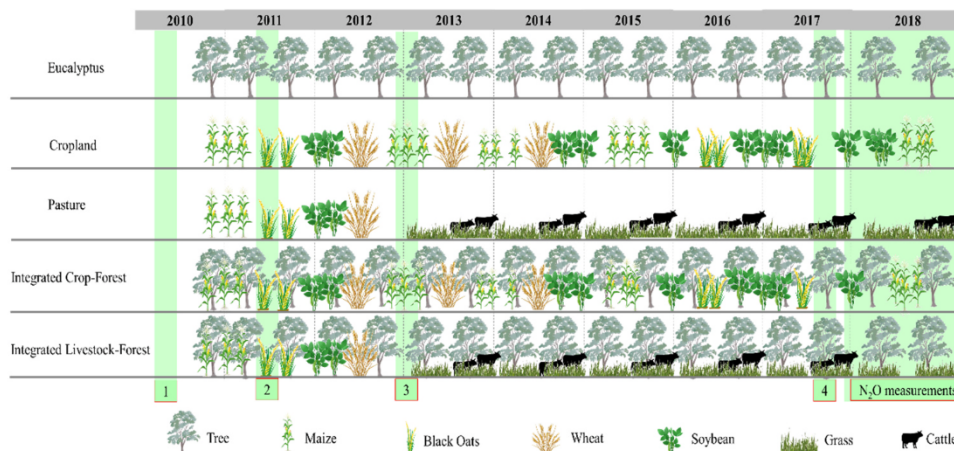 2010 2011 2012 2013 2014 2015 2016 2017 2018
Eucalyptus
Cropland
Pasture
Integrated Crop-Forest
Integrated Livestock-Forest
1 2 3 4 N₂O measurements
Tree Maize Black Oats Wheat Soybean Grass Cattle